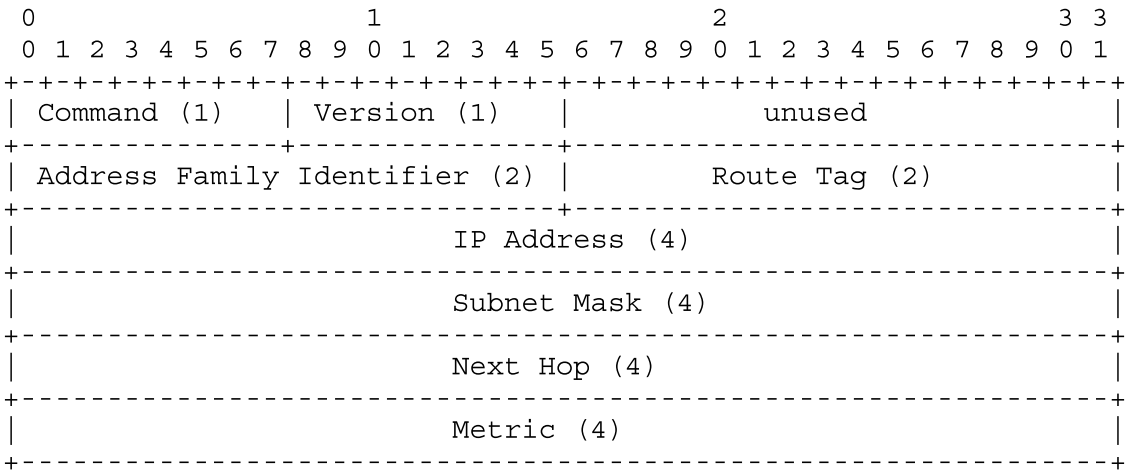 0                   1                   2                   3 3
0 1 2 3 4 5 6 7 8 9 0 1 2 3 4 5 6 7 8 9 0 1 2 3 4 5 6 7 8 9 0 1
+-+-+-+-+-+-+-+-+-+-+-+-+-+-+-+-+-+-+-+-+-+-+-+-+-+-+-+-+-+-+-+-+
| Command (1)   | Version (1)   |           unused              |
+---------------+---------------+-------------------------------+
| Address Family Identifier (2) |        Route Tag (2)          |
+-------------------------------+-------------------------------+
|                         IP Address (4)                        |
+---------------------------------------------------------------+
|                         Subnet Mask (4)                       |
+---------------------------------------------------------------+
|                         Next Hop (4)                          |
+---------------------------------------------------------------+
|                         Metric (4)                            |
+---------------------------------------------------------------+